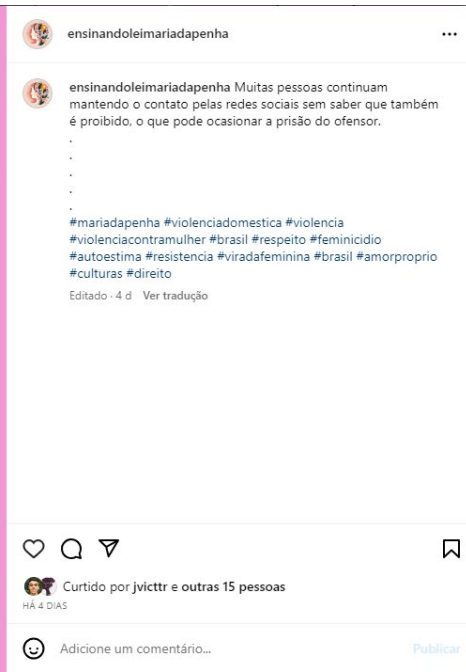 ensinandoleimariadapenha
ensinandoleimariadapenha Muitas pessoas continuam
mantendo o contato pelas redes sociais sem saber que também
é proibido, o que pode ocasionar a prisão do ofensor.
.
.
.
.
.
#mariadapenha #violenciadomestica #violencia
#violenciacontramulher #brasil #respeito #feminicidio
#autoestima #resistencia #viradafeminina #brasil #amorproprio
#culturas #direito
Editado · 4 d Ver tradução
Curtido por jvicttr e outras 15 pessoas
HÁ 4 DIAS
Adicione um comentário... Publicar